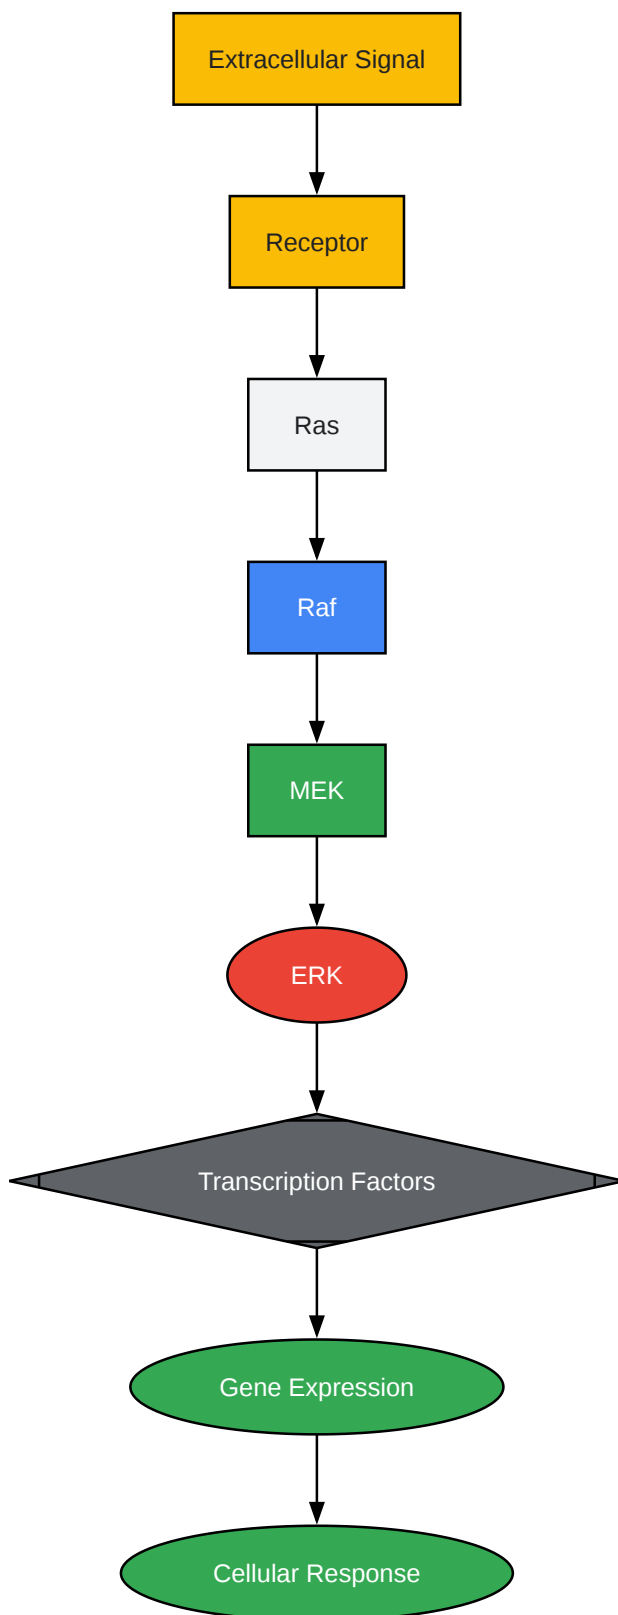 Extracellular Signal
Receptor
Ras
Raf
MEK
ERK
Transcription Factors
Gene Expression
Cellular Response